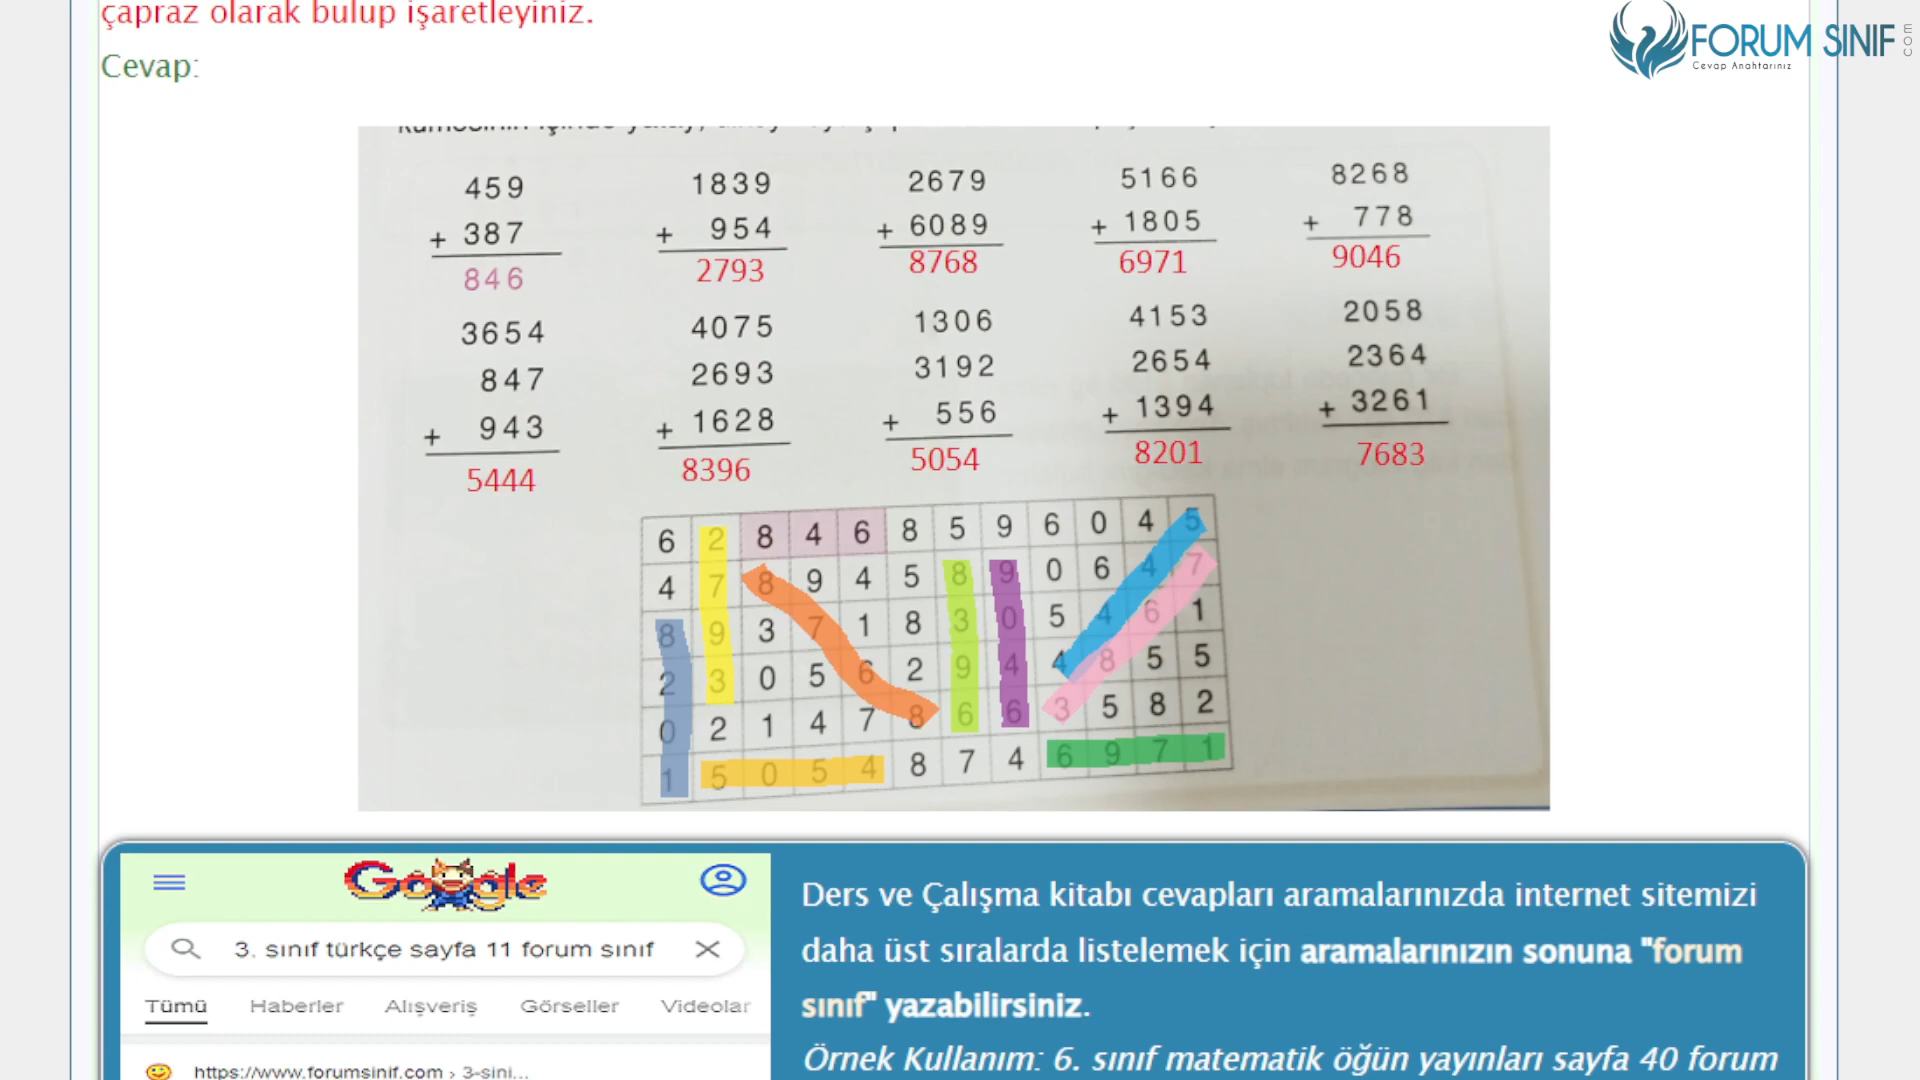 çapraz olarak bulup işaretleyiniz.
FORUM SINIF
com
Cevap Anahtarınız
Cevap:
459 1839 2679 5166 8268
+ 387 + 954 + 6089 + 1805 + 778
846 2793 8768 6971 9046
3654 4075 1306 4153 2058
847 2693 3192 2654 2364
+ 943 + 1628 + 556 + 1394 + 3261
5444 8396 5054 8201 7683
6 2 8 4 6 8 5 9 6 0 4 5
4 7 8 9 4 5 8 9 0 6 4 7
8 9 3 7 1 8 3 0 5 4 6 1
2 3 0 5 6 2 9 4 4 8 5 5
0 2 1 4 7 8 6 6 3 5 8 2
1 5 0 5 4 8 7 4 6 9 7 1
Google
3. sınıf türkçe sayfa 11 forum sınıf
Tümü Haberler Alışveriş Görseller Videolar
https://www.forumsinif.com › 3-sini...
Ders ve Çalışma kitabı cevapları aramalarınızda internet sitemizi
daha üst sıralarda listelemek için aramalarınızın sonuna "forum
sınıf" yazabilirsiniz.
Örnek Kullanım: 6. sınıf matematik öğün yayınları sayfa 40 forum